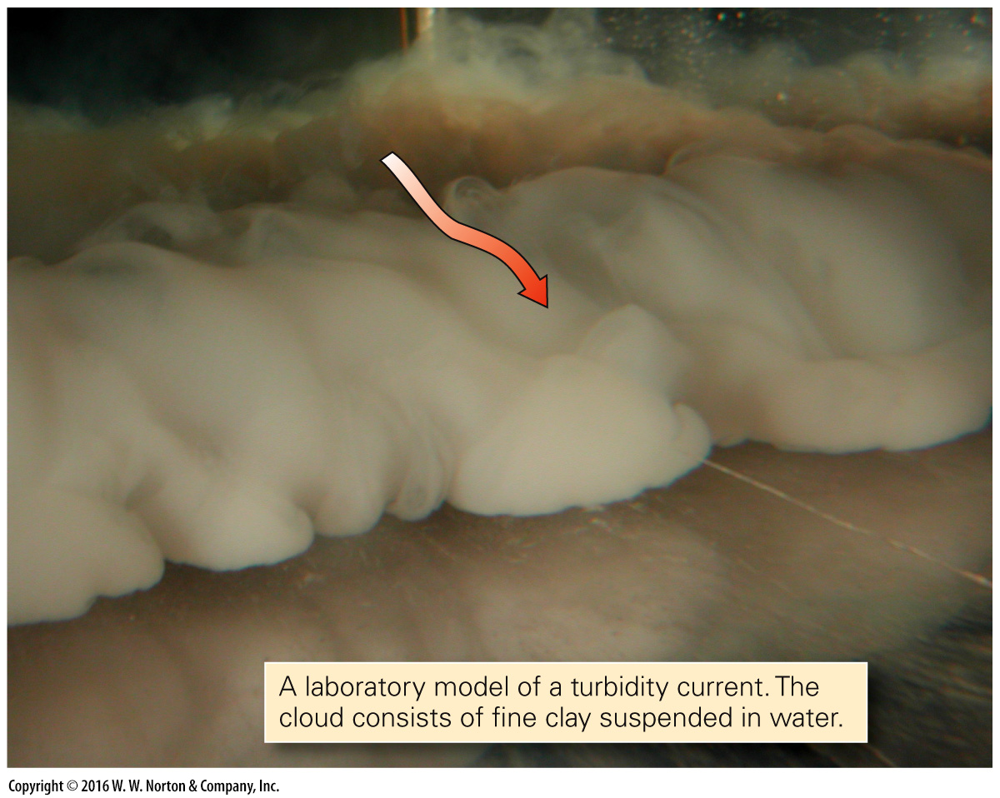 A laboratory model of a turbidity current. The
cloud consists of fine clay suspended in water.
Copyright © 2016 W. W. Norton & Company, Inc.